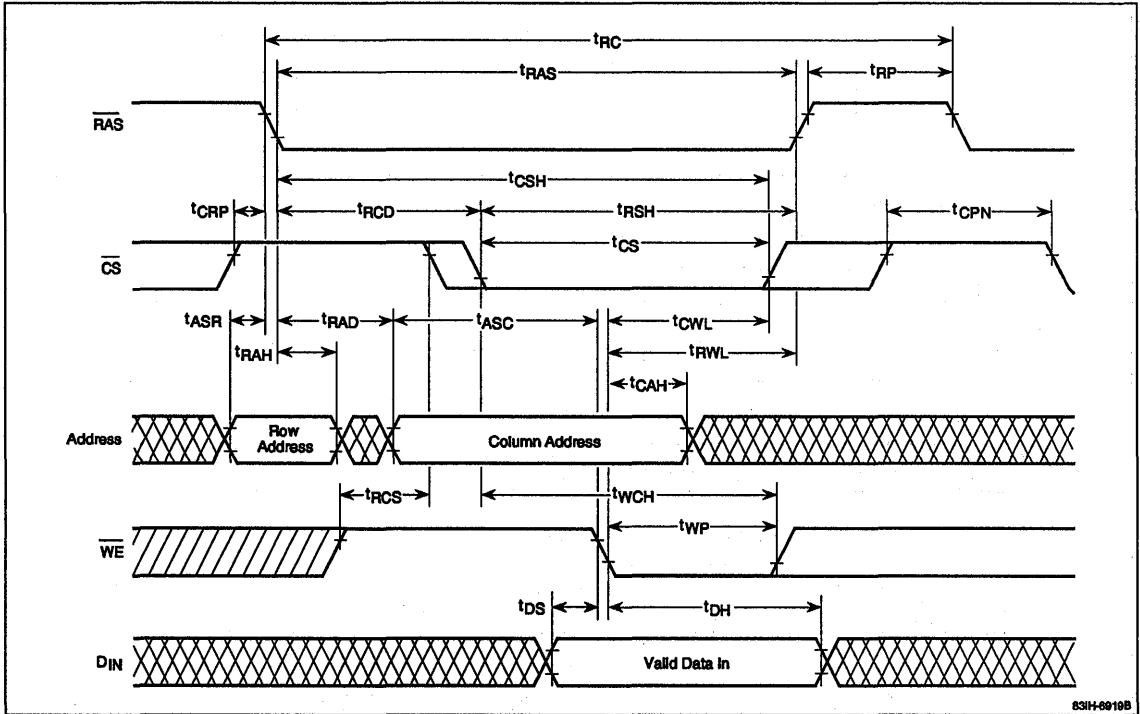 tRC
tRAS
tRP
RAS
tCSH
tCRP
tRCD
tRSH
tCPN
tCS
CS
tASR
tRAD
tASC
tCWL
tRAH
tRWL
tCAH
Address
Row
Address
Column Address
tRCS
tWCH
tWP
WE
tDS
tDH
DIN
Valid Data In
83IH-6919B